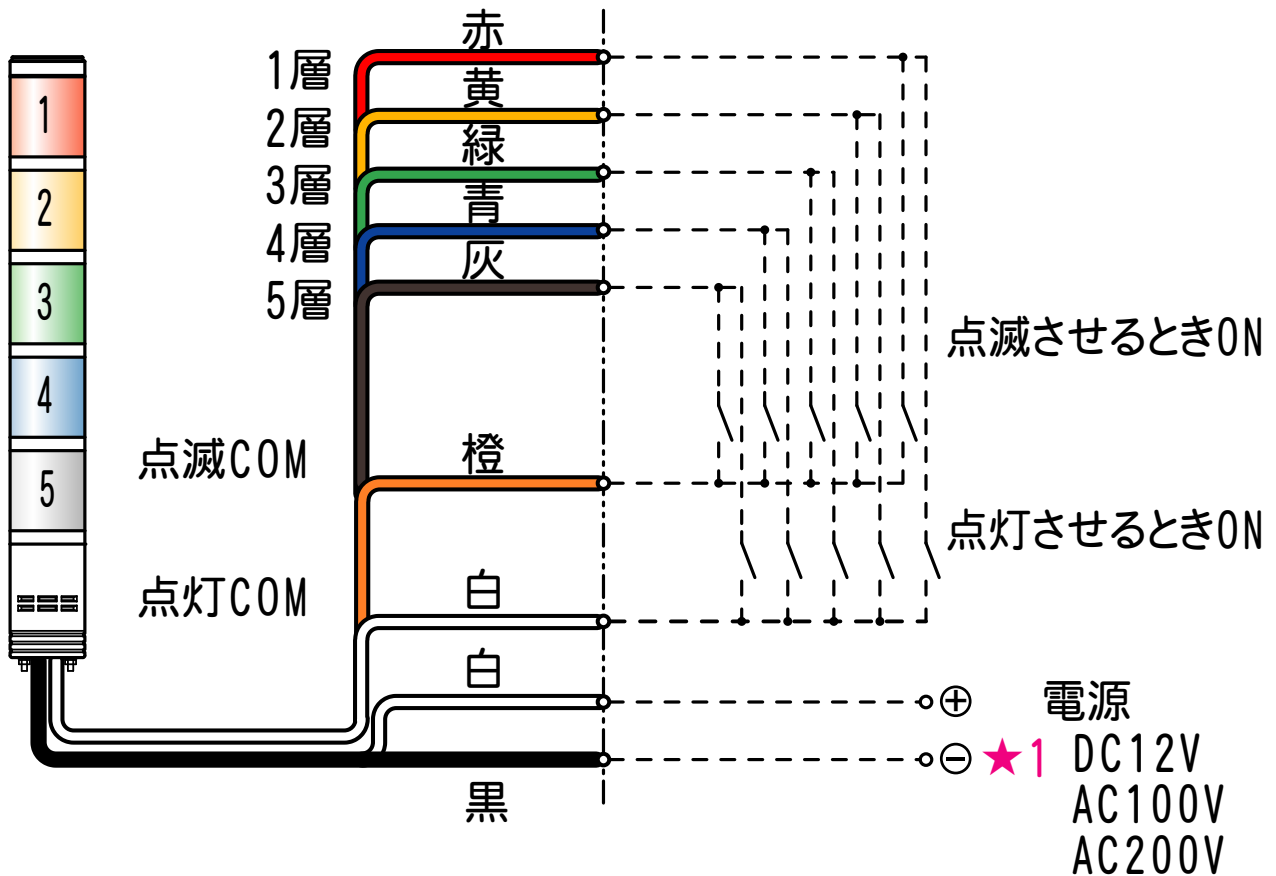 1
2
3
4
5
1層
2層
3層
4層
5層
赤
黄
緑
青
灰
点滅COM
橙
点灯COM
白
白
黒
点滅させるときON
点灯させるときON
⊕ 電源
⊖ ★1 DC12V
AC100V
AC200V